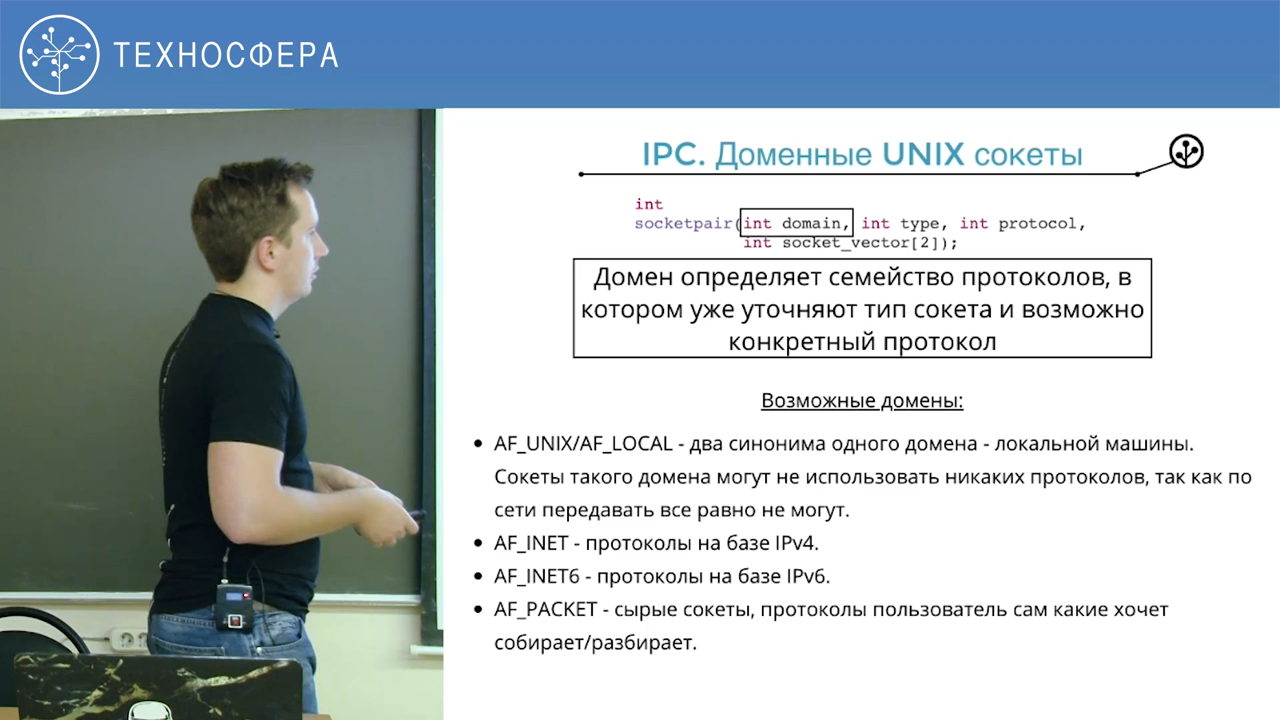 ТЕХНОСФЕРА
IPC. Доменные UNIX сокеты
int
socketpair(int domain, int type, int protocol,
int socket_vector[2]);
Домен определяет семейство протоколов, в
котором уже уточняют тип сокета и возможно
конкретный протокол
Возможные домены:
• AF_UNIX/AF_LOCAL - два синонима одного домена - локальной машины.
Сокеты такого домена могут не использовать никаких протоколов, так как по
сети передавать все равно не могут.
• AF_INET - протоколы на базе IPv4.
• AF_INET6 - протоколы на базе IPv6.
• AF_PACKET - сырые сокеты, протоколы пользователь сам какие хочет
собирает/разбирает.